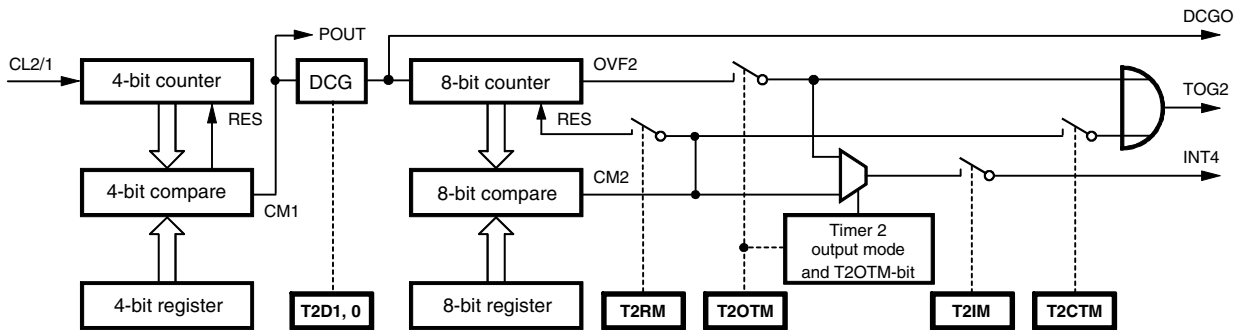 DCGO
POUT
CL2/1
4-bit counter
DCG
8-bit counter
OVF2
TOG2
RES
RES
INT4
4-bit compare
CM1
8-bit compare
CM2
Timer 2
output mode
and T2OTM-bit
4-bit register
T2D1, 0
8-bit register
T2RM
T2OTM
T2IM
T2CTM